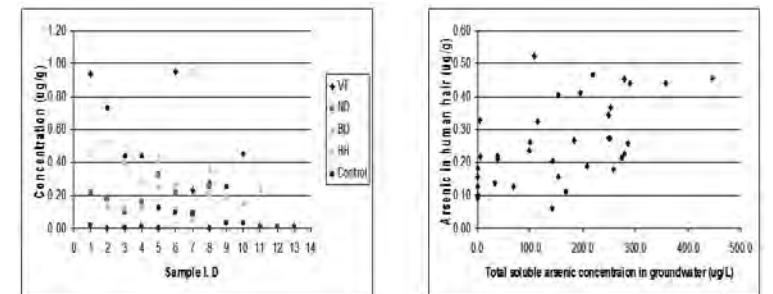 1.20
1.00
0.80
0.60
0.40
0.20
0.00
Concentration (ug/g)
0 1 2 3 4 5 6 7 8 9 10 11 12 13 14
Sample I. D
VT
ND
BD
HH
Control
0.60
0.50
0.40
0.30
0.20
0.10
0.00
Arsenic in human hair (ug/g)
0.0 100.0 200.0 300.0 400.0 500.0
Total soluble arsenic concentraion in groundwater (ug/L)